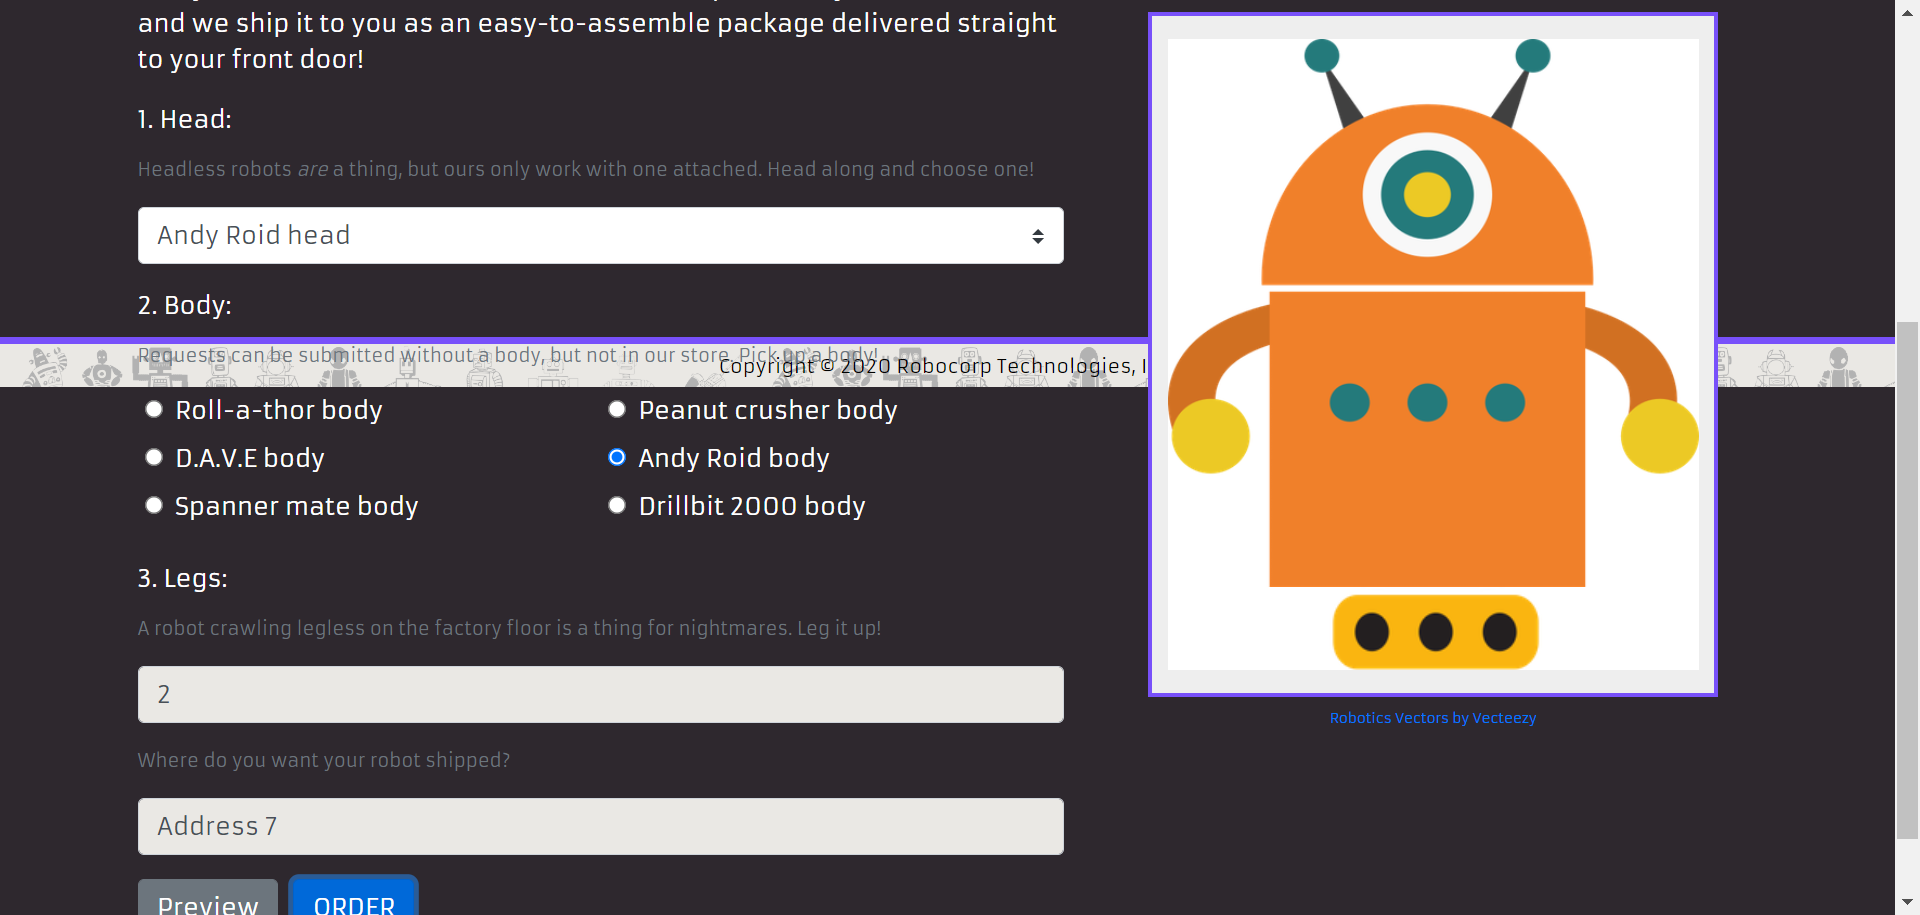 and we ship it to you as an easy-to-assemble package delivered straight
to your front door!
1. Head:
Headless robots are a thing, but ours only work with one attached. Head along and choose one!
Andy Roid head
2. Body:
Requests can be submitted without a body, but not in our store. Pick up a body!
Copyright © 2020 Robocorp Technologies, I
Roll-a-thor body
Peanut crusher body
D.A.V.E body
Andy Roid body
Spanner mate body
Drillbit 2000 body
3. Legs:
A robot crawling legless on the factory floor is a thing for nightmares. Leg it up!
2
Where do you want your robot shipped?
Address 7
Preview
ORDER
Robotics Vectors by Vecteezy